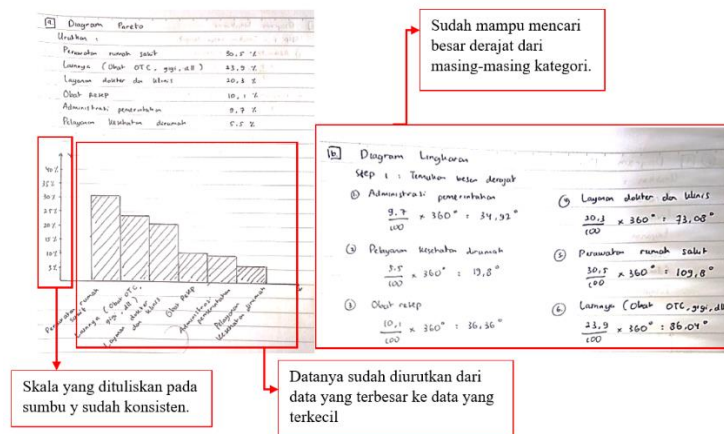 a Diagram Pareto
Urutkan :
Perawatan rumah sakit 30,5 %
Lainnya (Obat OTC, gigi, dll) 23,9 %
Layanan dokter dan klinis 20,3 %
Obat Resep 10,1 %
Administrasi pemerintahan 9,7 %
Pelayanan kesehatan dirumah 5.5 %
40%
35%
30%
25%
20%
15%
10%
5%
Perawatan rumah sakit
Lainnya (Obat OTC, gigi, dll)
Layanan dokter dan klinis
Obat Resep
Administrasi pemerintahan
Pelayanan kesehatan dirumah
Sudah mampu mencari
besar derajat dari
masing-masing kategori.
b Diagram Lingkaran
Step 1 : Temukan besar derajat
① Administrasi pemerintahan
9.7/100 × 360° : 34,92°
② Pelayanan kesehatan dirumah
5.5/100 × 360° : 19,8°
③ Obat resep
10,1/100 × 360° : 36,36°
④ Layanan dokter dan klinis
20,3/100 × 360° : 73,08°
⑤ Perawatan rumah sakit
30,5/100 × 360° : 109,8°
⑥ Lainnya (Obat OTC, gigi, dll)
23,9/100 × 360° : 86,04°
Skala yang dituliskan pada
sumbu y sudah konsisten.
Datanya sudah diurutkan dari
data yang terbesar ke data yang
terkecil